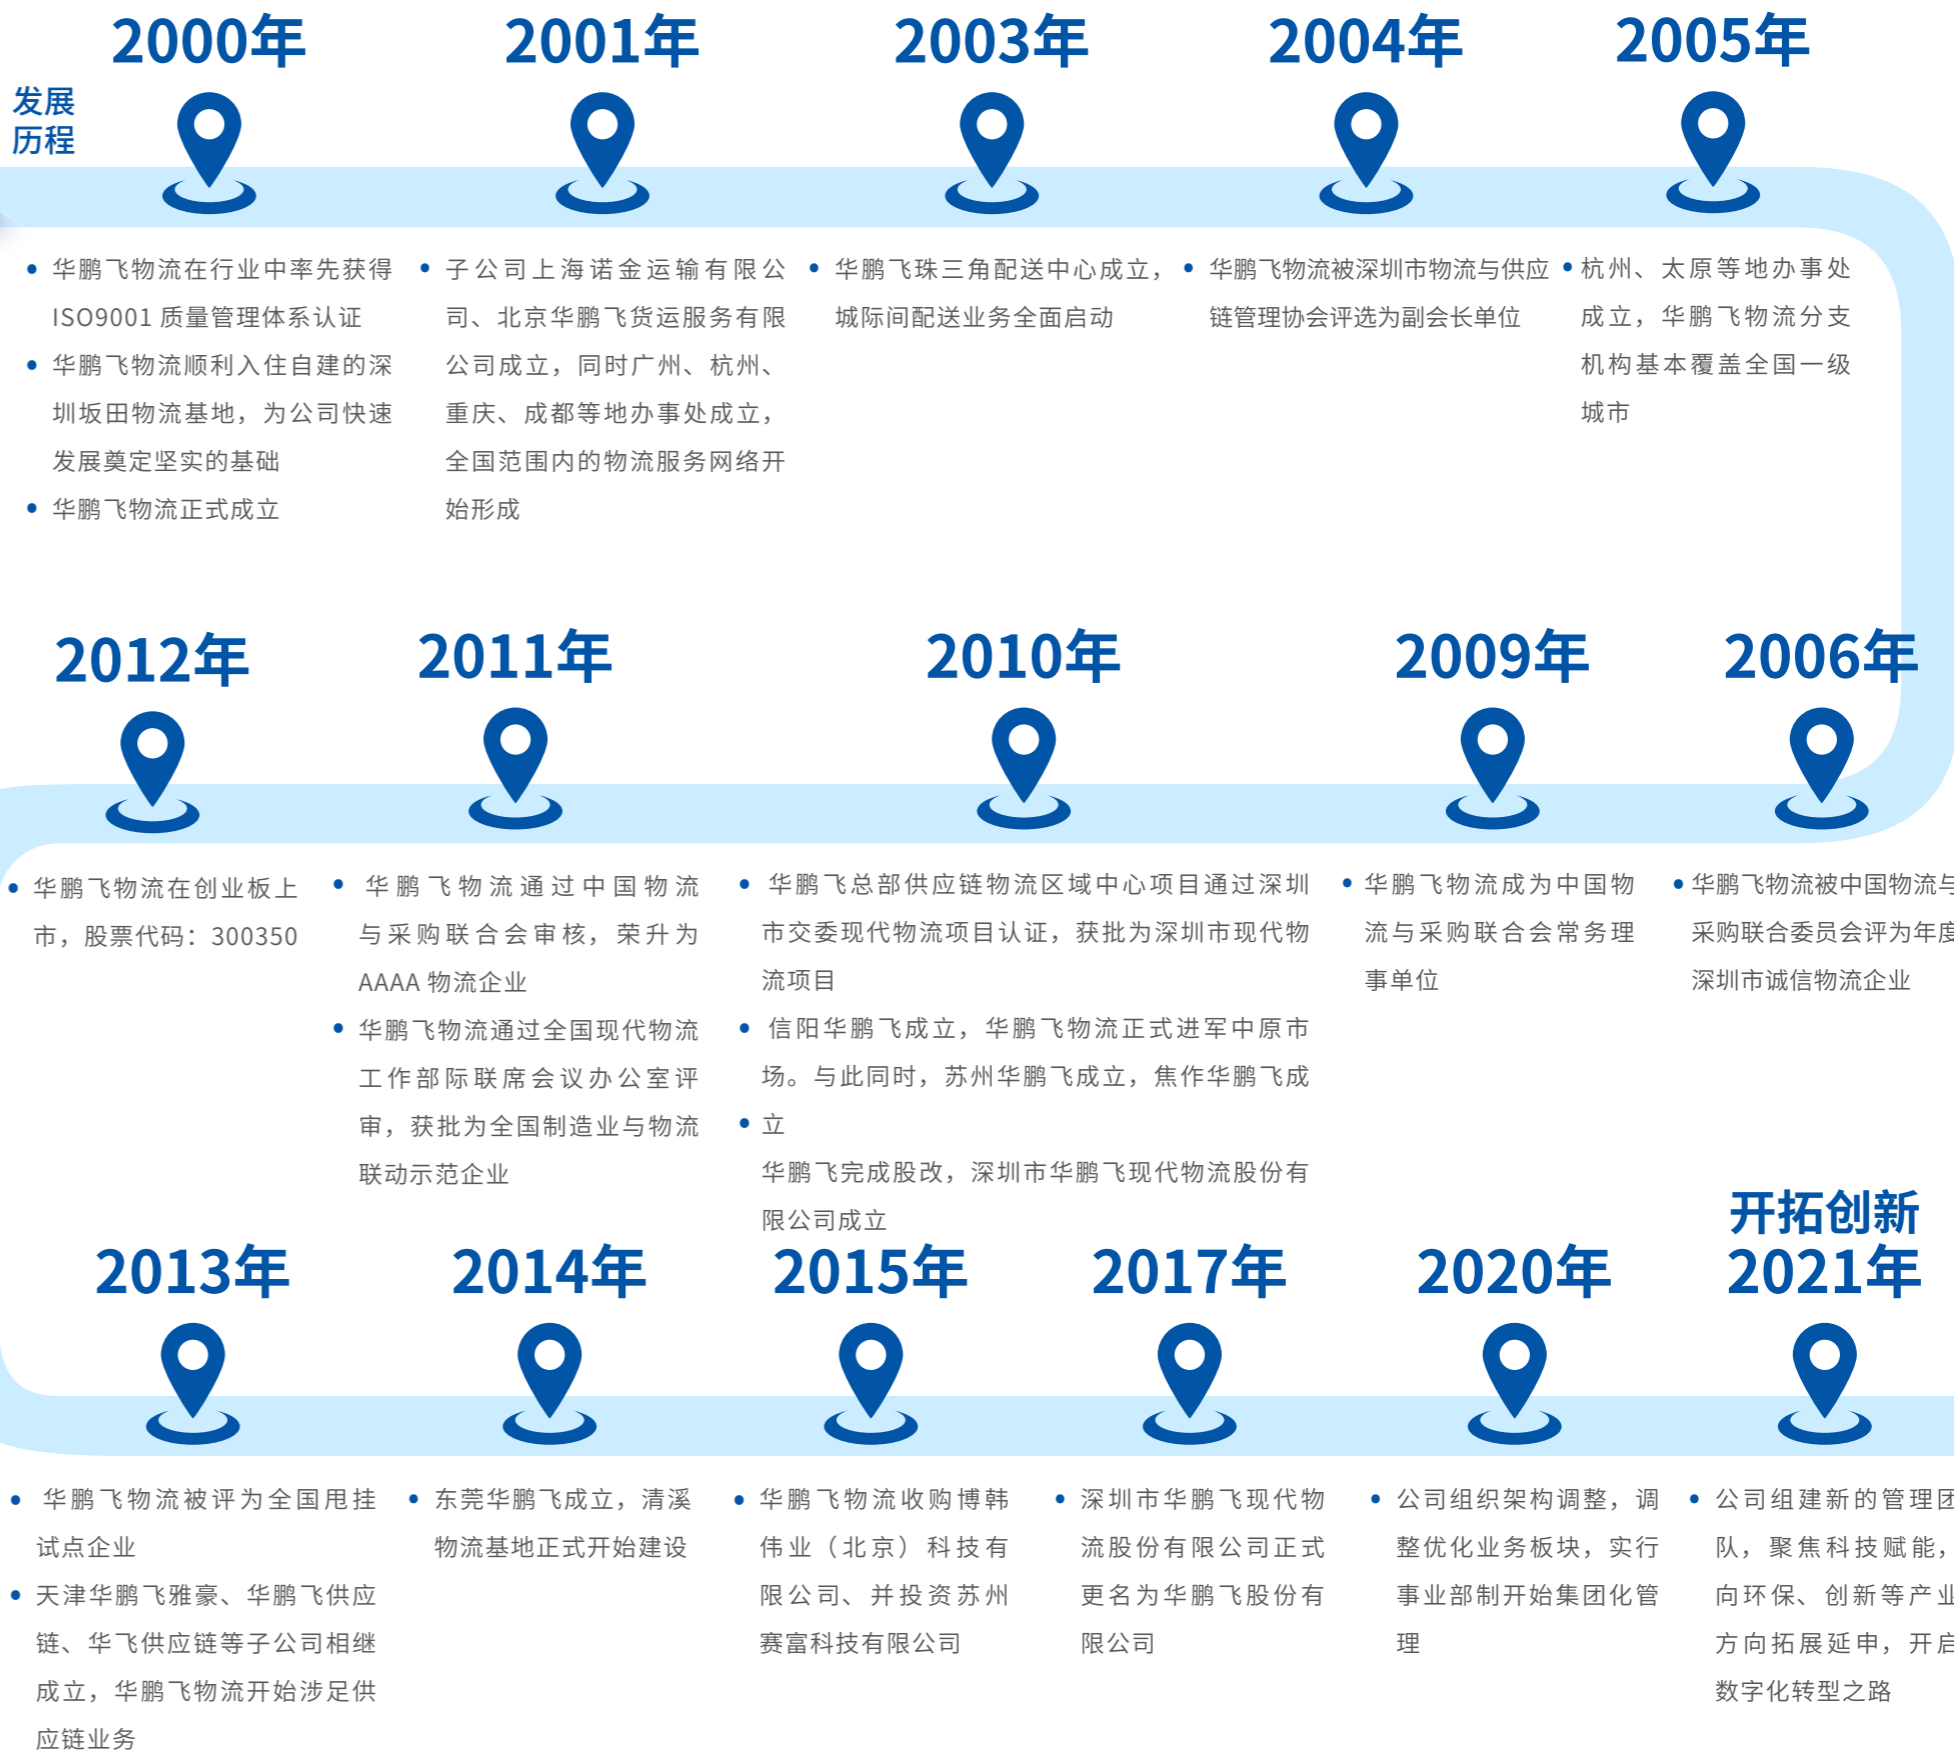 发展
历程
2000年
华鹏飞物流在行业中率先获得
ISO9001 质量管理体系认证
华鹏飞物流顺利入住自建的深
圳坂田物流基地，为公司快速
发展奠定坚实的基础
华鹏飞物流正式成立
2001年
子公司上海诺金运输有限公
司、北京华鹏飞货运服务有限
公司成立，同时广州、杭州、
重庆、成都等地办事处成立，
全国范围内的物流服务网络开
始形成
2003年
华鹏飞珠三角配送中心成立，
城际间配送业务全面启动
2004年
华鹏飞物流被深圳市物流与供应
链管理协会评选为副会长单位
2005年
杭州、太原等地办事处
成立，华鹏飞物流分支
机构基本覆盖全国一级
城市
2006年
华鹏飞物流被中国物流与
采购联合委员会评为年度
深圳市诚信物流企业
2009年
华鹏飞物流成为中国物
流与采购联合会常务理
事单位
2010年
华鹏飞总部供应链物流区域中心项目通过深圳
市交委现代物流项目认证，获批为深圳市现代物
流项目
信阳华鹏飞成立，华鹏飞物流正式进军中原市
场。与此同时，苏州华鹏飞成立，焦作华鹏飞成
立
华鹏飞完成股改，深圳市华鹏飞现代物流股份有
限公司成立
2011年
华鹏飞物流通过中国物流
与采购联合会审核，荣升为
AAAA 物流企业
华鹏飞物流通过全国现代物流
工作部际联席会议办公室评
审，获批为全国制造业与物流
联动示范企业
2012年
华鹏飞物流在创业板上
市，股票代码：300350
2013年
华鹏飞物流被评为全国甩挂
试点企业
天津华鹏飞雅豪、华鹏飞供应
链、华飞供应链等子公司相继
成立，华鹏飞物流开始涉足供
应链业务
2014年
东莞华鹏飞成立，清溪
物流基地正式开始建设
2015年
华鹏飞物流收购博韩
伟业（北京）科技有
限公司、并投资苏州
赛富科技有限公司
2017年
深圳市华鹏飞现代物
流股份有限公司正式
更名为华鹏飞股份有
限公司
2020年
公司组织架构调整，调
整优化业务板块，实行
事业部制开始集团化管
理
开拓创新
2021年
公司组建新的管理团
队，聚焦科技赋能，
向环保、创新等产业
方向拓展延申，开启
数字化转型之路